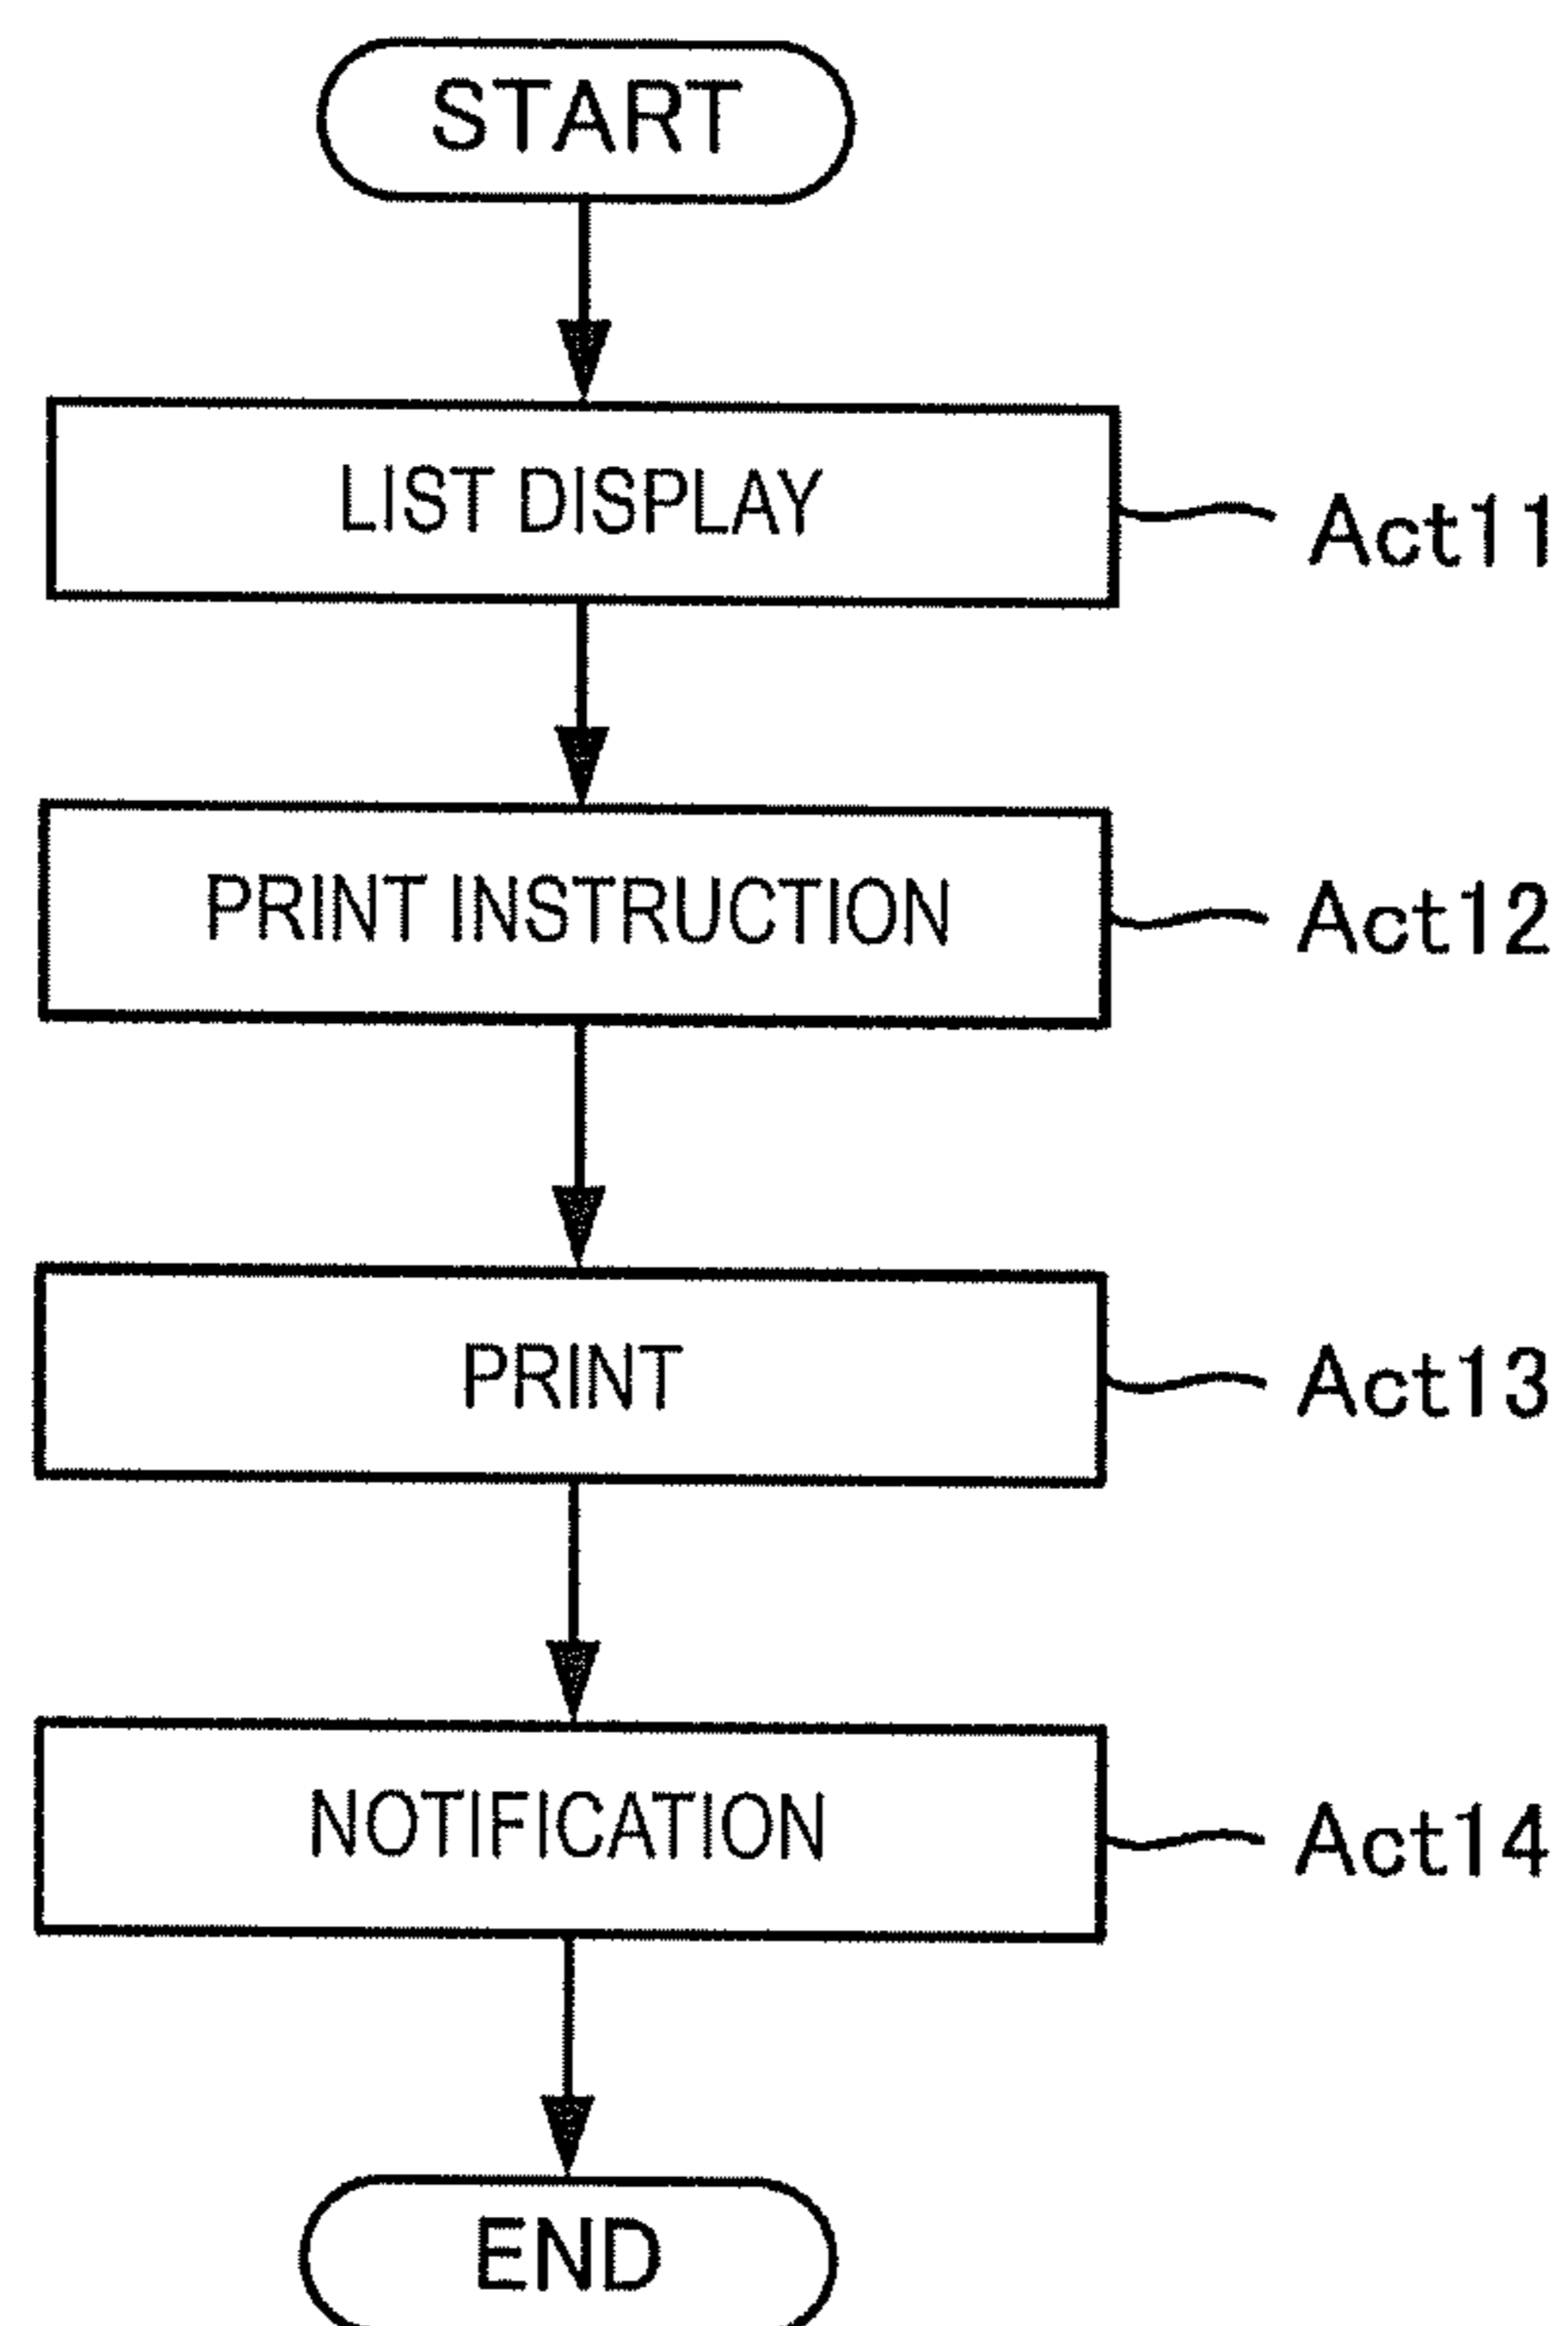 START
LIST DISPLAY
Act11
PRINT INSTRUCTION
Act12
PRINT
Act13
NOTIFICATION
Act14
END